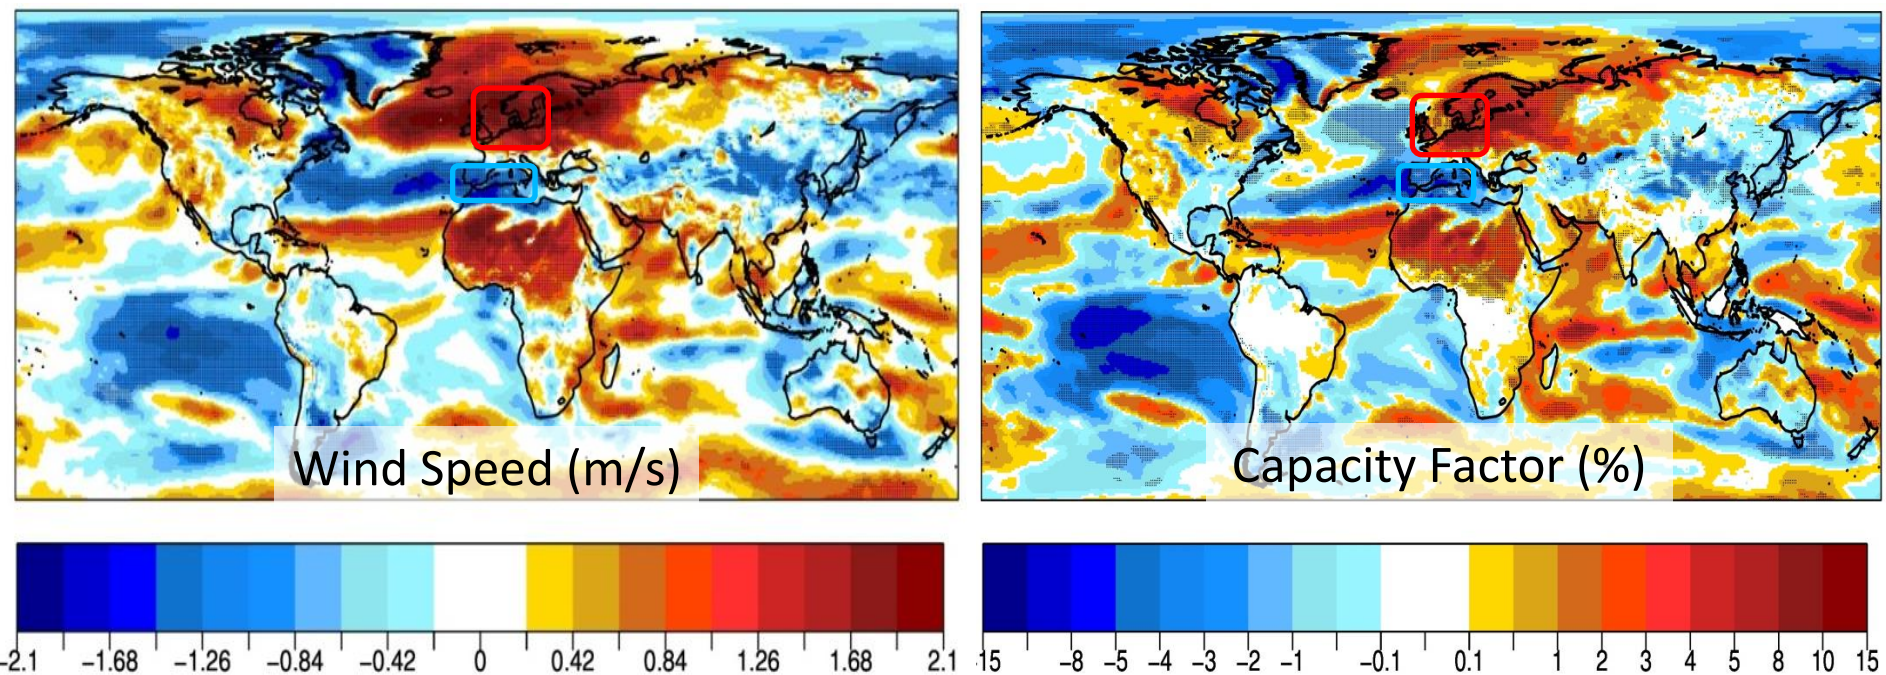 Wind Speed (m/s)
Capacity Factor (%)
-2.1 -1.68 -1.26 -0.84 -0.42 0 0.42 0.84 1.26 1.68 2.1
-15 -8 -5 -4 -3 -2 -1 -0.1 0.1 1 2 3 4 5 8 10 15